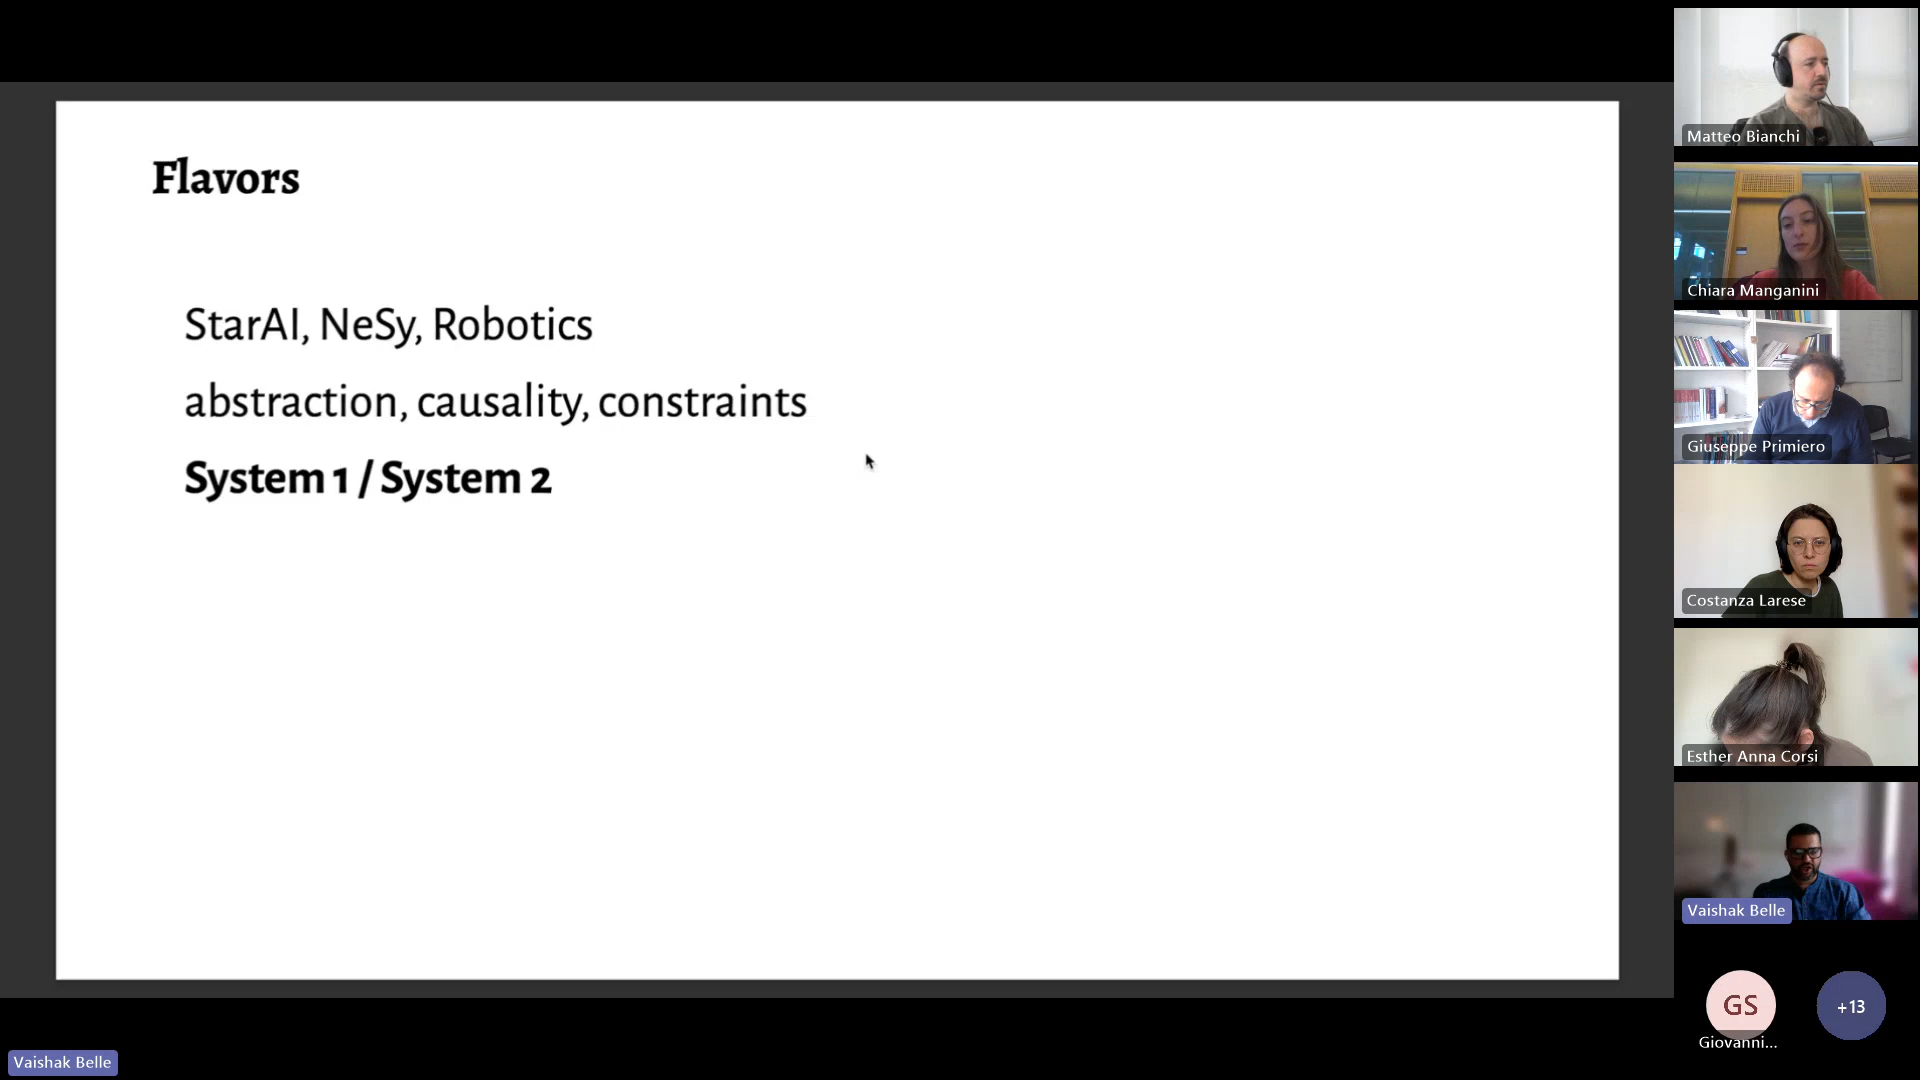 Flavors
StarAI, NeSy, Robotics
abstraction, causality, constraints
System 1 / System 2
Matteo Bianchi
Chiara Manganini
Giuseppe Primiero
Costanza Larese
Esther Anna Corsi
Vaishak Belle
GS
+13
Giovanni...
Vaishak Belle